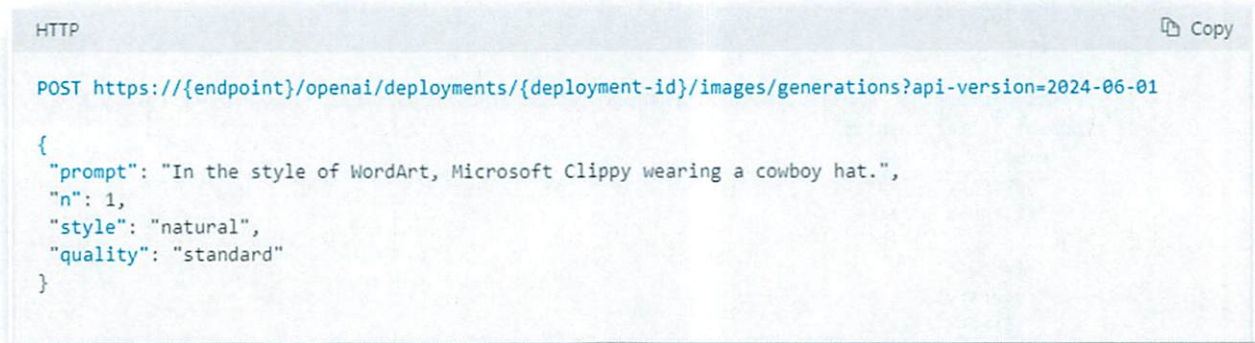 HTTP
Copy
POST https://{endpoint}/openai/deployments/{deployment-id}/images/generations?api-version=2024-06-01
{
"prompt": "In the style of WordArt, Microsoft Clippy wearing a cowboy hat.",
"n": 1,
"style": "natural",
"quality": "standard"
}